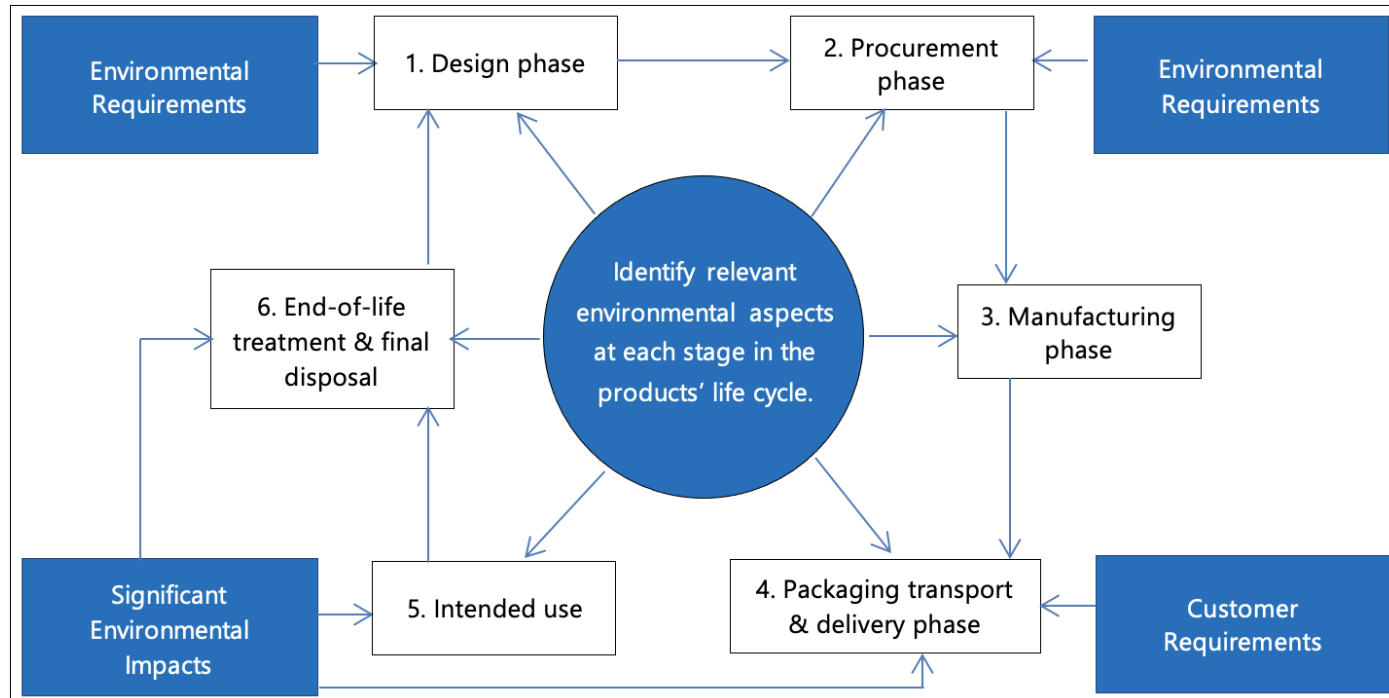 Environmental
Requirements
1. Design phase
2. Procurement
phase
Environmental
Requirements
Identify relevant
environmental aspects
at each stage in the
products’ life cycle.
6. End-of-life
treatment & final
disposal
3. Manufacturing
phase
Significant
Environmental
Impacts
5. Intended use
4. Packaging transport
& delivery phase
Customer
Requirements